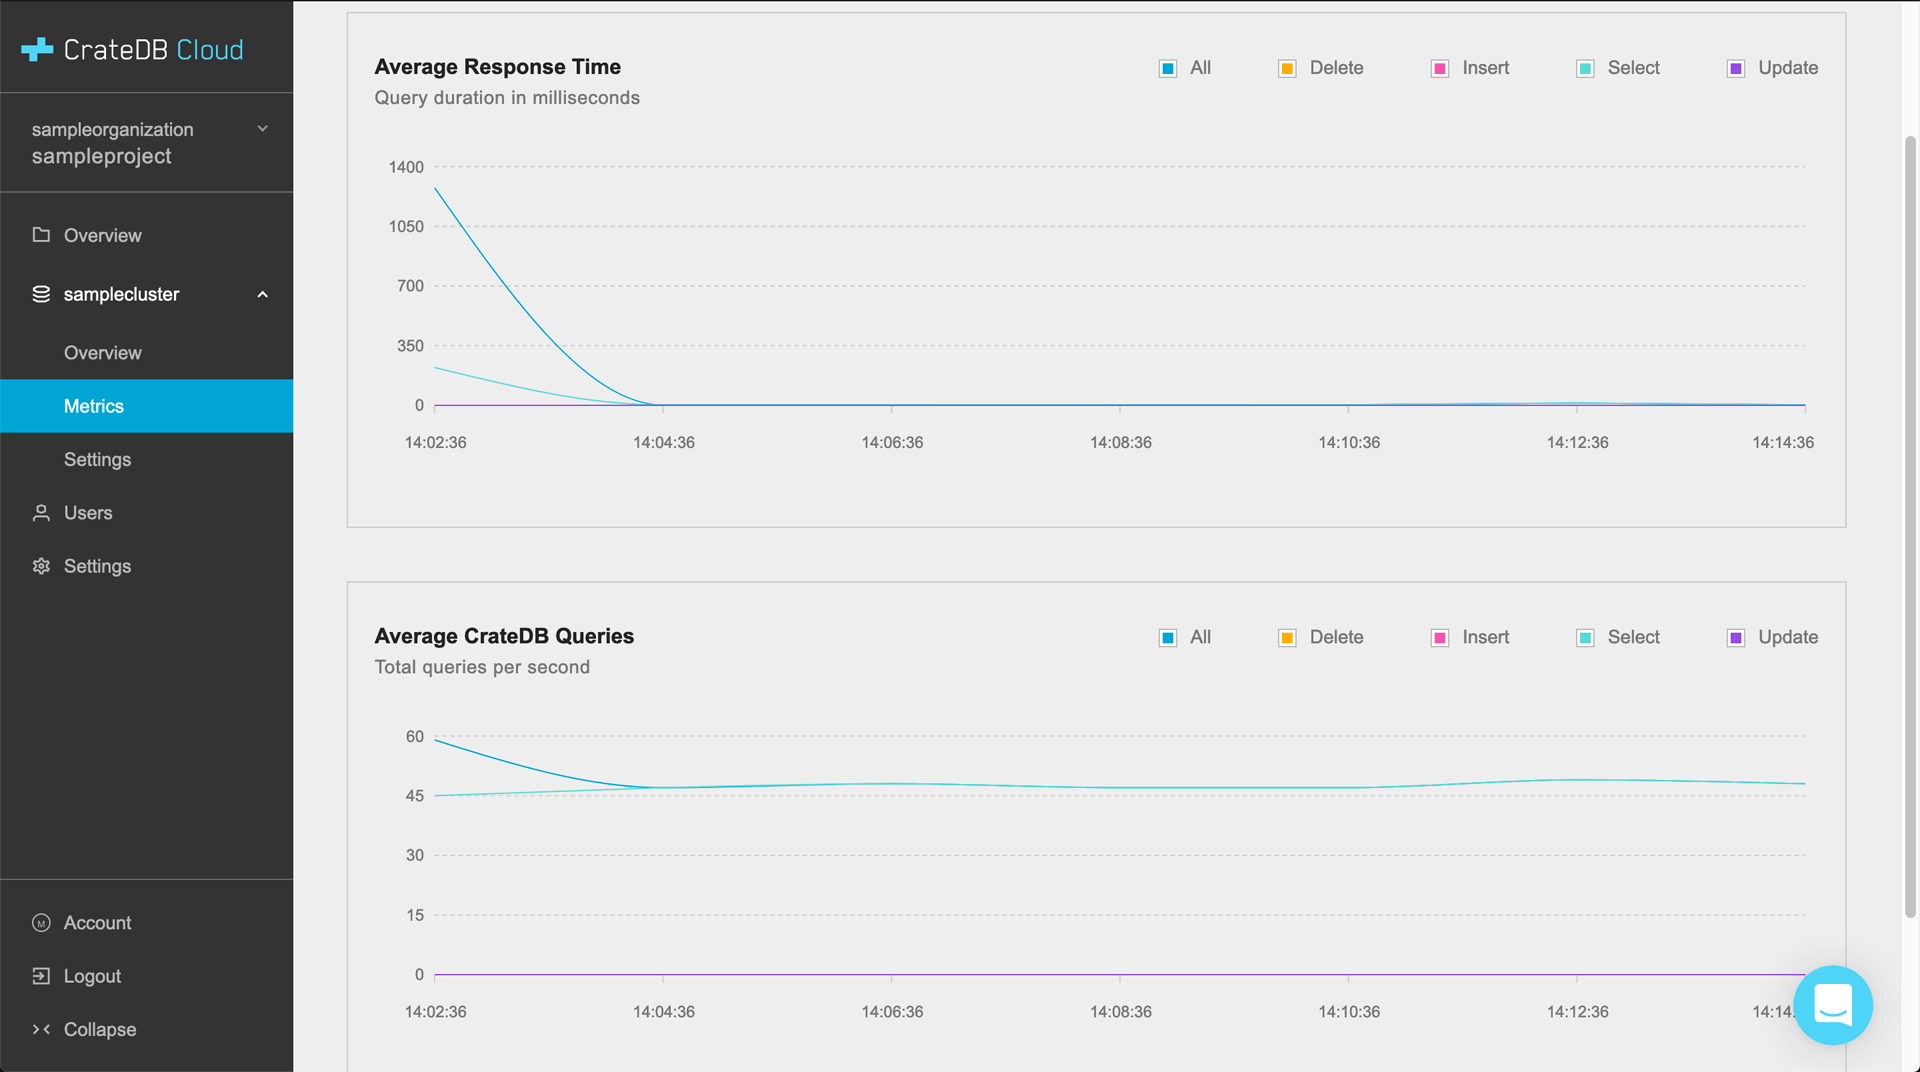 CrateDB Cloud
sampleorganization
sampleproject
Overview
samplecluster
Overview
Metrics
Settings
Users
Settings
M Account
Logout
Collapse
Average Response Time
Query duration in milliseconds
All Delete Insert Select Update
1400
1050
700
350
0
14:02:36 14:04:36 14:06:36 14:08:36 14:10:36 14:12:36 14:14:36
Average CrateDB Queries
Total queries per second
All Delete Insert Select Update
60
45
30
15
0
14:02:36 14:04:36 14:06:36 14:08:36 14:10:36 14:12:36 14:14